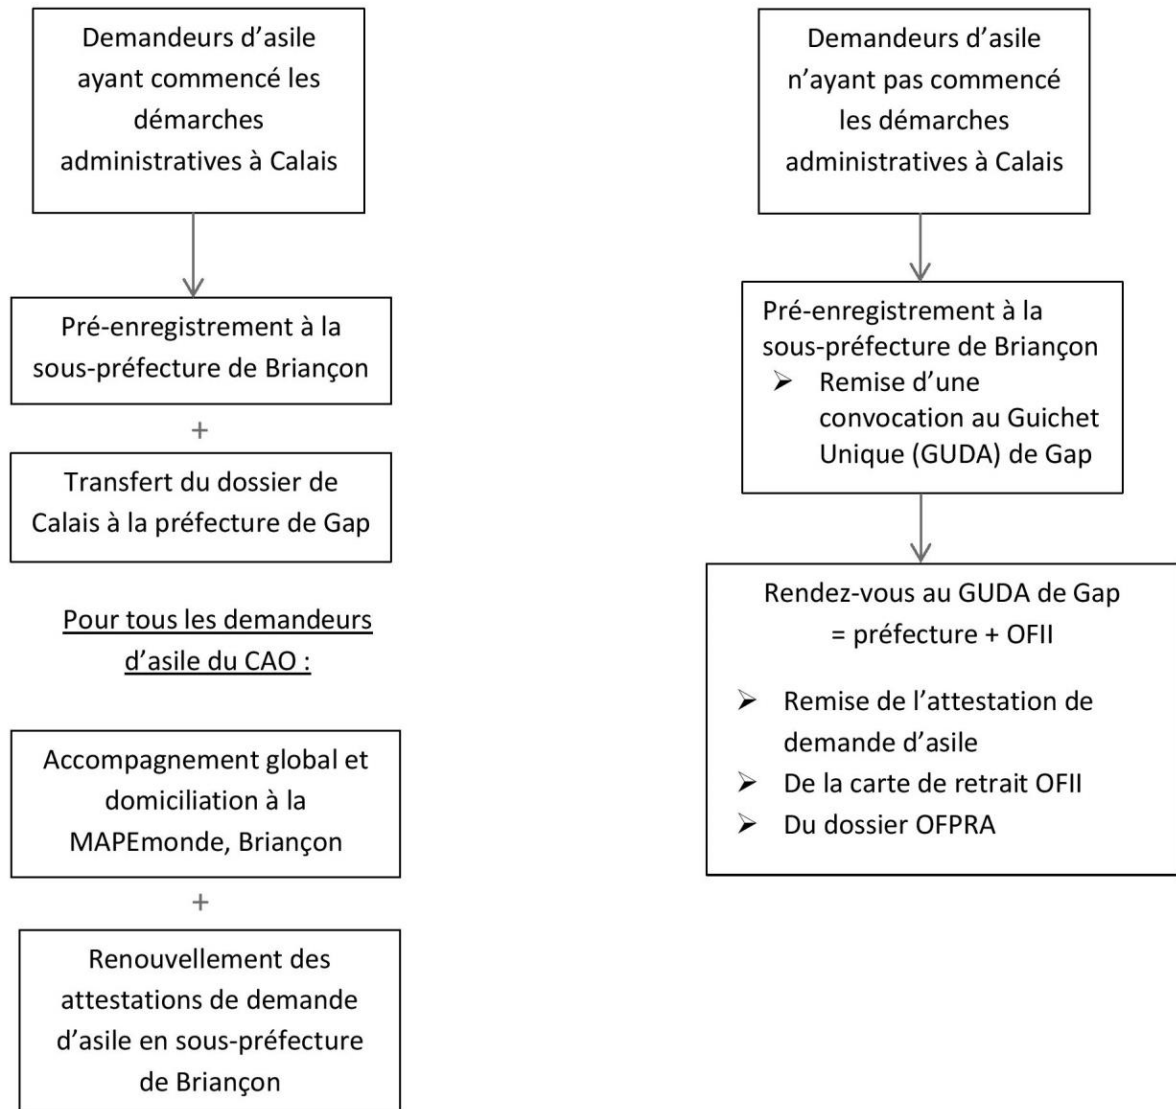 Demandeurs d’asile
ayant commencé les
démarches
administratives à Calais
Pré-enregistrement à la
sous-préfecture de Briançon
+
Transfert du dossier de
Calais à la préfecture de Gap
Pour tous les demandeurs
d’asile du CAO :
Accompagnement global et
domiciliation à la
MAPEmonde, Briançon
+
Renouvellement des
attestations de demande
d’asile en sous-préfecture
de Briançon
Demandeurs d’asile
n’ayant pas commencé
les démarches
administratives à Calais
Pré-enregistrement à la
sous-préfecture de Briançon
➢ Remise d’une
convocation au Guichet
Unique (GUDA) de Gap
Rendez-vous au GUDA de Gap
= préfecture + OFII
➢ Remise de l’attestation de
demande d’asile
➢ De la carte de retrait OFII
➢ Du dossier OFPRA